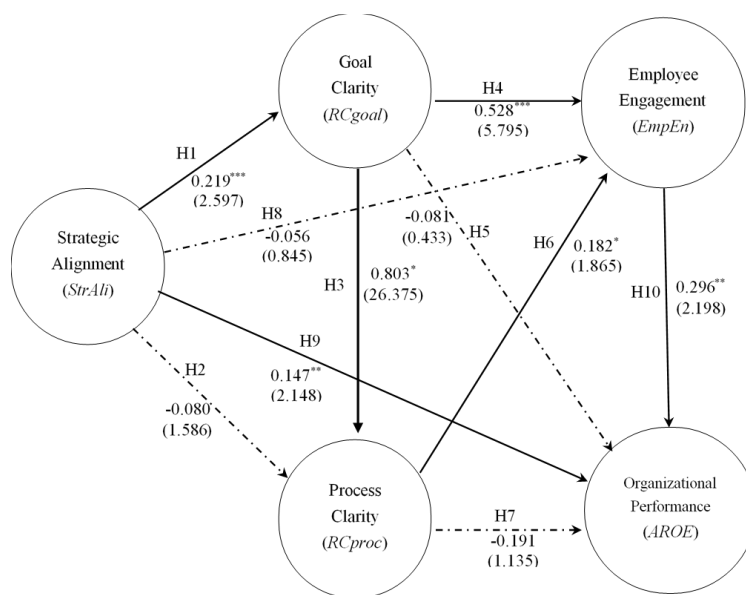 Goal
Clarity
(RCgoal)
Employee
Engagement
(EmpEn)
H4
0.528***
(5.795)
H1
0.219***
(2.597)
H8
-0.056
(0.845)
-0.081
(0.433)
H5
Strategic
Alignment
(StrAli)
H3
0.803*
(26.375)
H6
0.182*
(1.865)
H10
0.296**
(2.198)
H9
0.147**
(2.148)
H2
-0.080
(1.586)
Process
Clarity
(RCproc)
H7
-0.191
(1.135)
Organizational
Performance
(AROE)